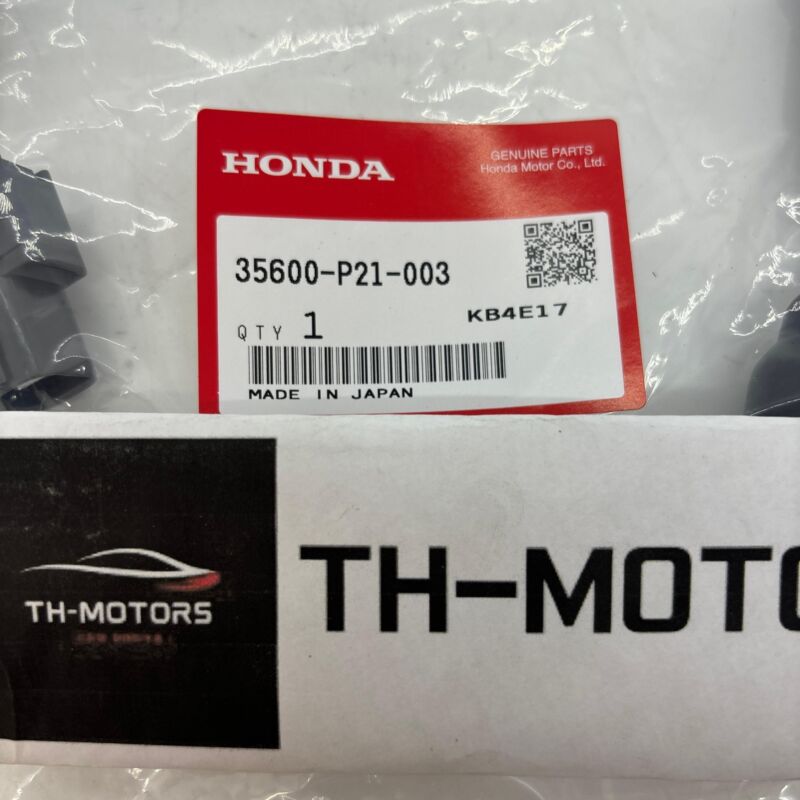 HONDA
GENUINE PARTS
Honda Motor Co., Ltd.
35600-P21-003
KB4E17
QTY 1
MADE IN JAPAN
TH-MOTORS
TH-MOTO